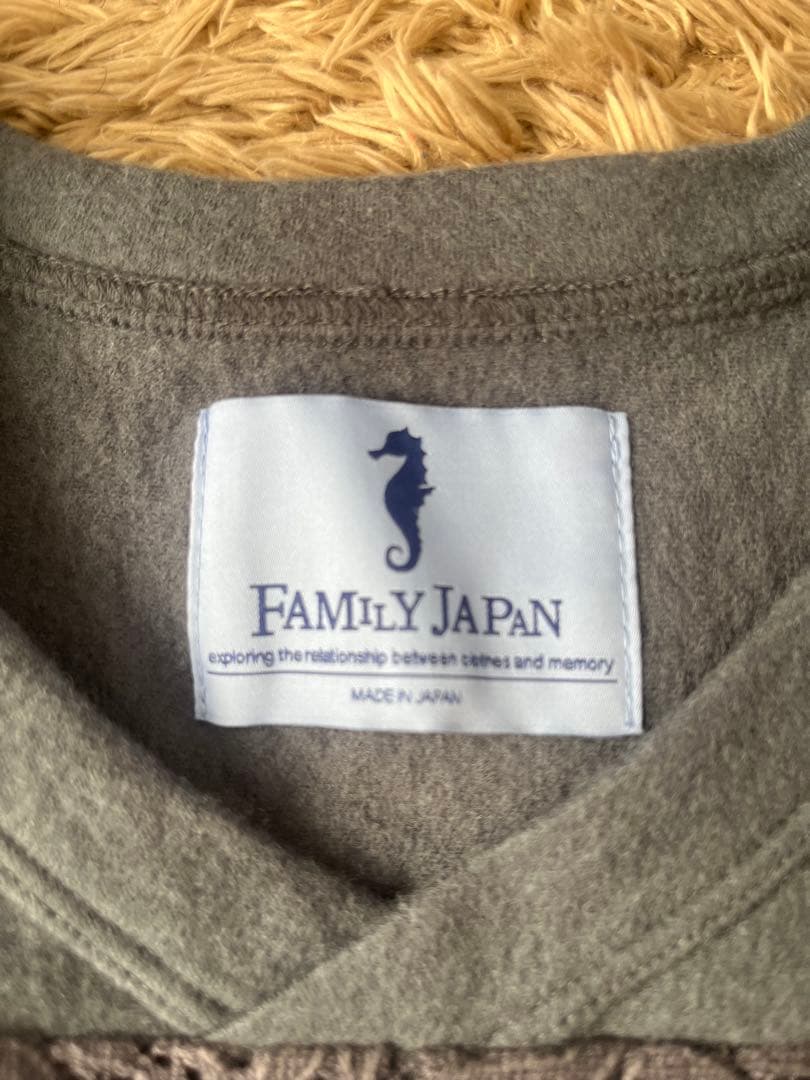 FAMILY JAPAN
exploring the relationship between clothes and memory
MADE IN JAPAN